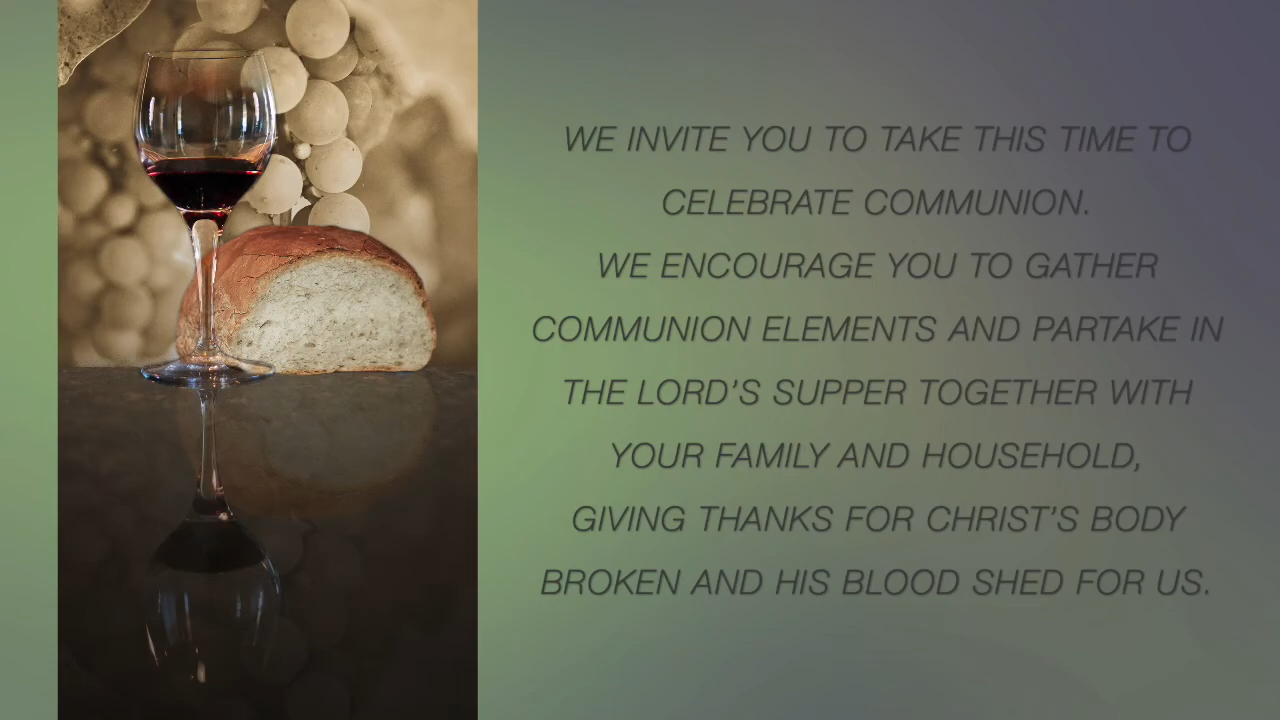 WE INVITE YOU TO TAKE THIS TIME TO
CELEBRATE COMMUNION.
WE ENCOURAGE YOU TO GATHER
COMMUNION ELEMENTS AND PARTAKE IN
THE LORD'S SUPPER TOGETHER WITH
YOUR FAMILY AND HOUSEHOLD,
GIVING THANKS FOR CHRIST'S BODY
BROKEN AND HIS BLOOD SHED FOR US.